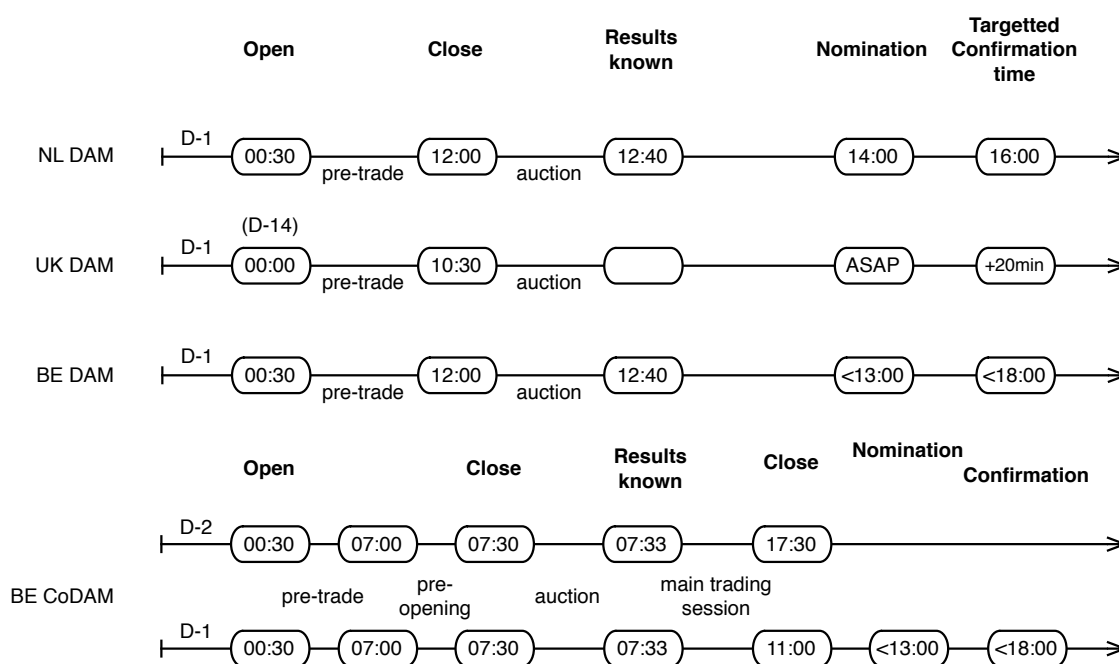 Open
Close
Results
known
Nomination
Targetted
Confirmation
time
NL DAM
D-1
00:30
pre-trade
12:00
auction
12:40
14:00
16:00
UK DAM
D-1
(D-14)
00:00
pre-trade
10:30
auction
ASAP
+20min
BE DAM
D-1
00:30
pre-trade
12:00
auction
12:40
<13:00
<18:00
Open
Close
Results
known
Close
Nomination
Confirmation
BE CoDAM
D-2
00:30
07:00
07:30
07:33
17:30
pre-trade
pre-
opening
auction
main trading
session
D-1
00:30
07:00
07:30
07:33
11:00
<13:00
<18:00